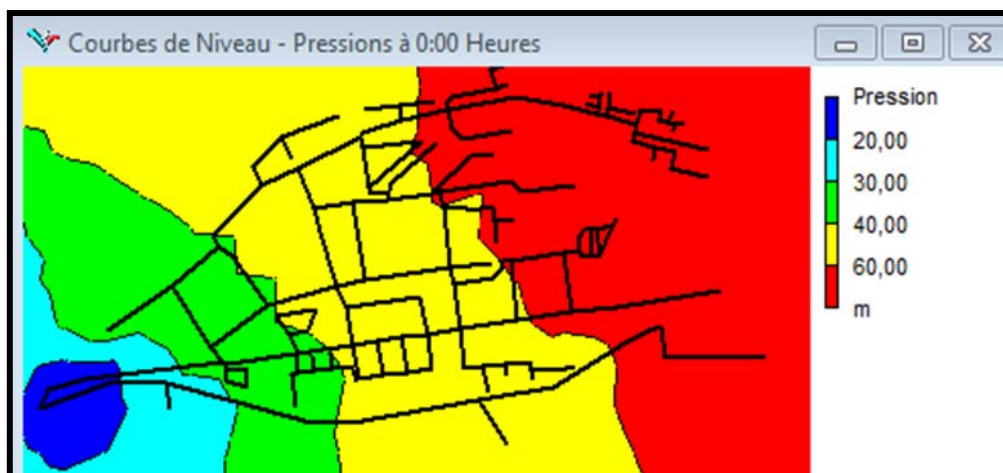 Courbes de Niveau - Pressions à 0:00 Heures
Pression
20,00
30,00
40,00
60,00
m